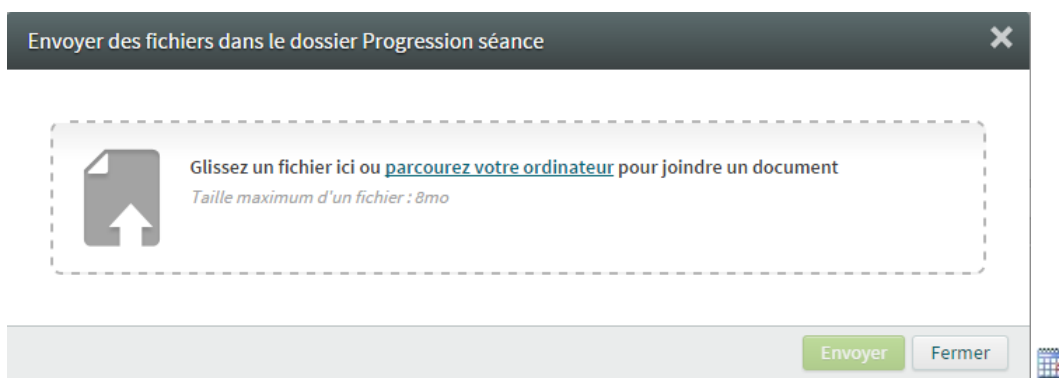 Envoyer des fichiers dans le dossier Progression séance
Glissez un fichier ici ou parcourez votre ordinateur pour joindre un document
Taille maximum d'un fichier : 8mo
Envoyer Fermer